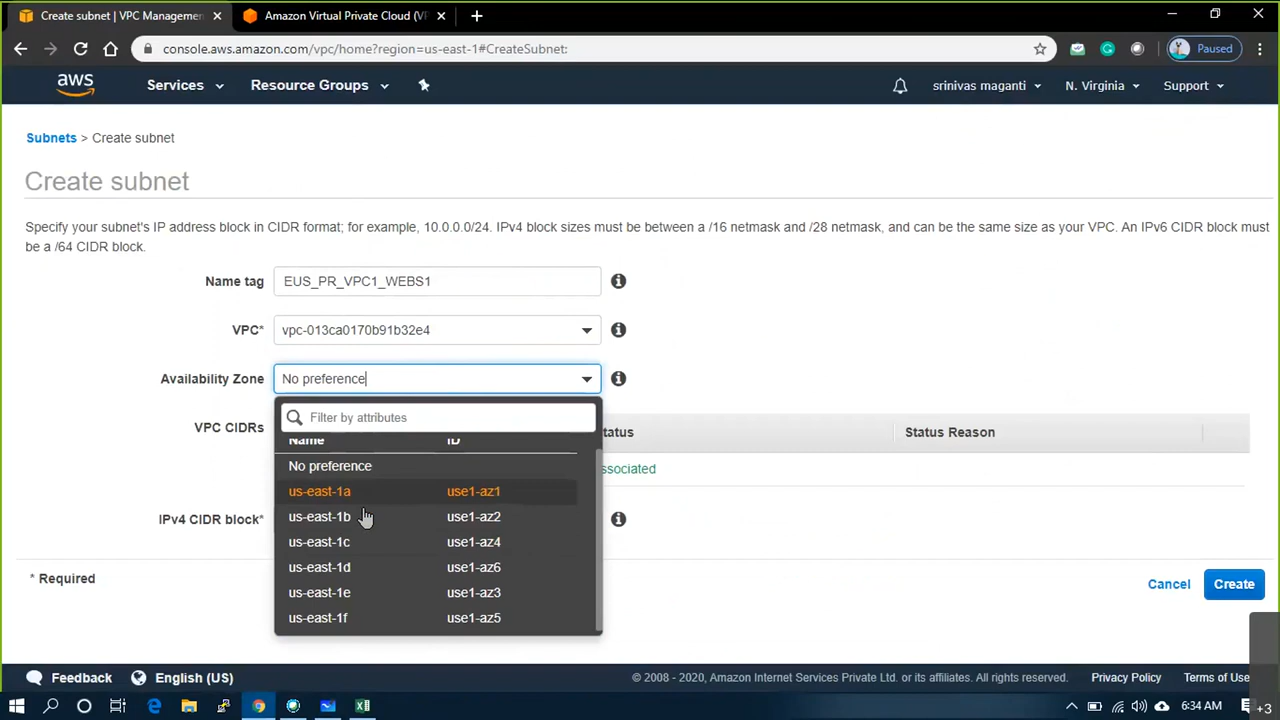 Create subnet | VPC Managemen
Amazon Virtual Private Cloud (VP
console.aws.amazon.com/vpc/home?region=us-east-1#CreateSubnet:
Paused
aws
Services
Resource Groups
srinivas maganti
N. Virginia
Support
Subnets > Create subnet
Create subnet
Specify your subnet's IP address block in CIDR format; for example, 10.0.0.0/24. IPv4 block sizes must be between a /16 netmask and /28 netmask, and can be the same size as your VPC. An IPv6 CIDR block must
be a /64 CIDR block.
Name tag EUS_PR_VPC1_WEBS1
VPC* vpc-013ca0170b91b32e4
Availability Zone No preference
Filter by attributes
VPC CIDRs
tatus
Status Reason
Name ID
No preference
ssociated
us-east-1a use1-az1
us-east-1b use1-az2
IPv4 CIDR block*
us-east-1c use1-az4
us-east-1d use1-az6
us-east-1e use1-az3
us-east-1f use1-az5
* Required
Cancel
Create
Feedback
English (US)
© 2008 - 2020, Amazon Internet Services Private Ltd. or its affiliates. All rights reserved.
Privacy Policy
Terms of Use
6:34 AM
+3